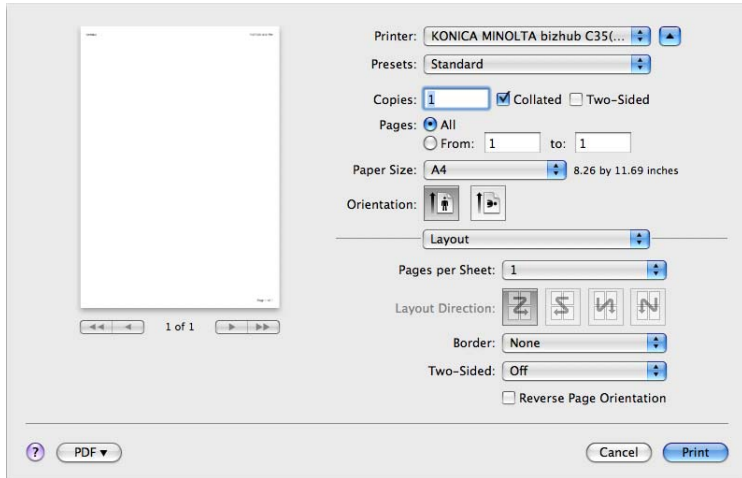 Printer: KONICA MINOLTA bizhub C35(...
Presets: Standard
Copies: 1 Collated Two-Sided
Pages: All
From: 1 to: 1
Paper Size: A4 8.26 by 11.69 inches
Orientation:
Layout
Pages per Sheet: 1
Layout Direction:
Border: None
Two-Sided: Off
Reverse Page Orientation
1 of 1
? PDF Cancel Print